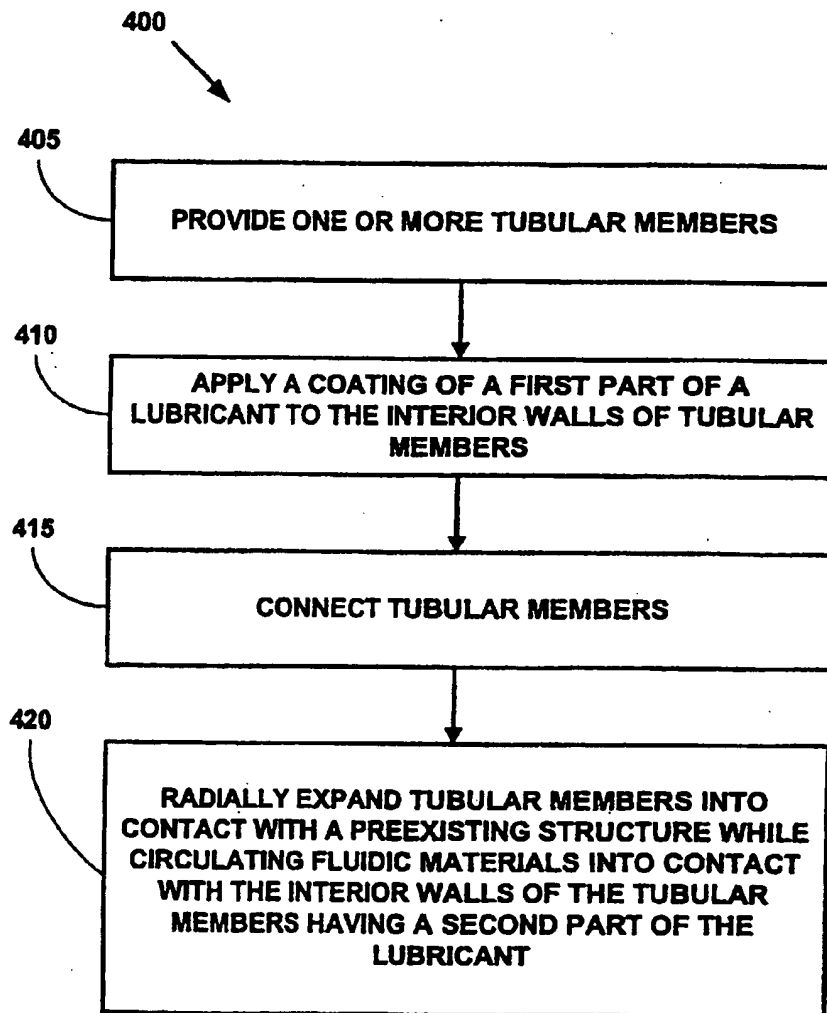 400
405
PROVIDE ONE OR MORE TUBULAR MEMBERS
410
APPLY A COATING OF A FIRST PART OF A
LUBRICANT TO THE INTERIOR WALLS OF TUBULAR
MEMBERS
415
CONNECT TUBULAR MEMBERS
420
RADIALLY EXPAND TUBULAR MEMBERS INTO
CONTACT WITH A PREEXISTING STRUCTURE WHILE
CIRCULATING FLUIDIC MATERIALS INTO CONTACT
WITH THE INTERIOR WALLS OF THE TUBULAR
MEMBERS HAVING A SECOND PART OF THE
LUBRICANT